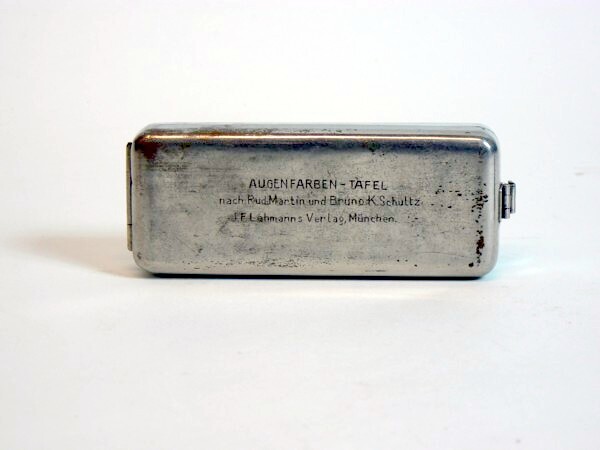 AUGENFARBEN-TAFEL
nach Rud.Martin und Bruno K.Schultz
J.F.Lehmanns Verlag, München.